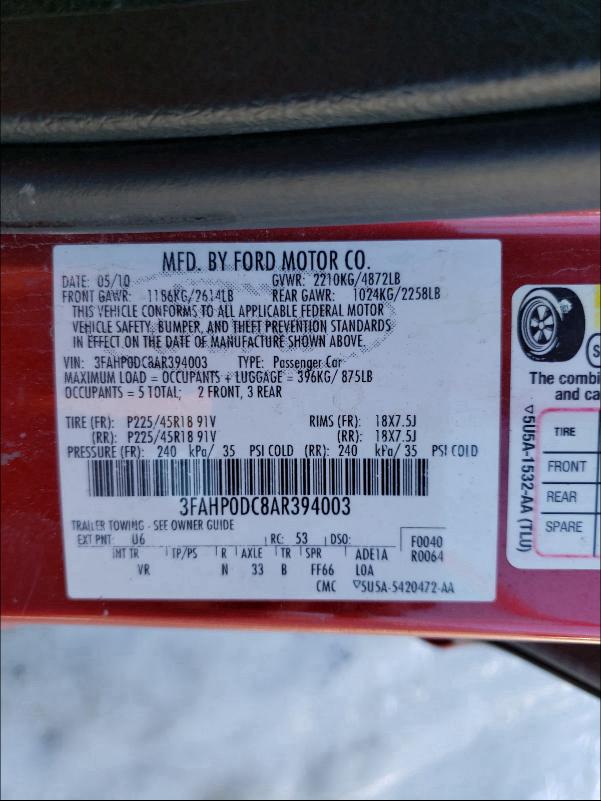 MFD. BY FORD MOTOR CO.
DATE: 05/10 GVWR: 2210KG/4872LB
FRONT GAWR: 1186KG/2614LB REAR GAWR: 1024KG/2258LB
THIS VEHICLE CONFORMS TO ALL APPLICABLE FEDERAL MOTOR
VEHICLE SAFETY, BUMPER, AND THEFT PREVENTION STANDARDS
IN EFFECT ON THE DATE OF MANUFACTURE SHOWN ABOVE.
VIN: 3FAHP0DC8AR394003 TYPE: Passenger Car
MAXIMUM LOAD = OCCUPANTS + LUGGAGE = 396KG/ 875LB
OCCUPANTS = 5 TOTAL; 2 FRONT, 3 REAR
TIRE (FR): P225/45R18 91V RIMS (FR): 18X7.5J
(RR): P225/45R18 91V (RR): 18X7.5J
PRESSURE (FR): 240 kPa/ 35 PSI COLD (RR): 240 kPa/ 35 PSI COLD
3FAHP0DC8AR394003
TRAILER TOWING - SEE OWNER GUIDE
EXT PNT: U6 RC: 53 DSO: F0040
INT TR TP/PS R AXLE TR SPR ADE1A R0064
VR N 33 B FF66 LOA
CMC ▽5U5A-5420472-AA
The combi
and ca
▽5U5A-1532-AA (TLU)
TIRE
FRONT
REAR
SPARE